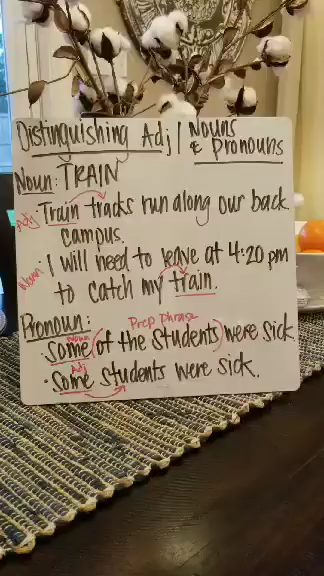 Distinguishing Adj | Nouns
& Pronouns
Noun: TRAIN
Adj
· Train tracks run along our back
campus.
Noun
· I will need to leave at 4:20 pm
to catch my train.
Pronoun:
Prep Phrase
Noun
· Some (of the students) were sick.
Adj
· Some students were sick.